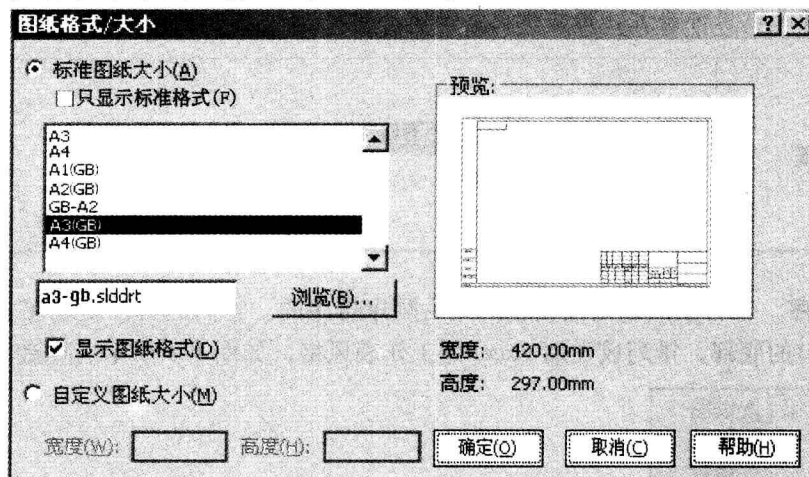 图纸格式/大小
标准图纸大小(A)
只显示标准格式(F)
A3
A4
A1(GB)
A2(GB)
GB-A2
A3(GB)
A4(GB)
a3-gb.slddrt
浏览(B)...
显示图纸格式(D)
自定义图纸大小(M)
宽度(W):
高度(H):
预览:
宽度: 420.00mm
高度: 297.00mm
确定(O)
取消(C)
帮助(H)